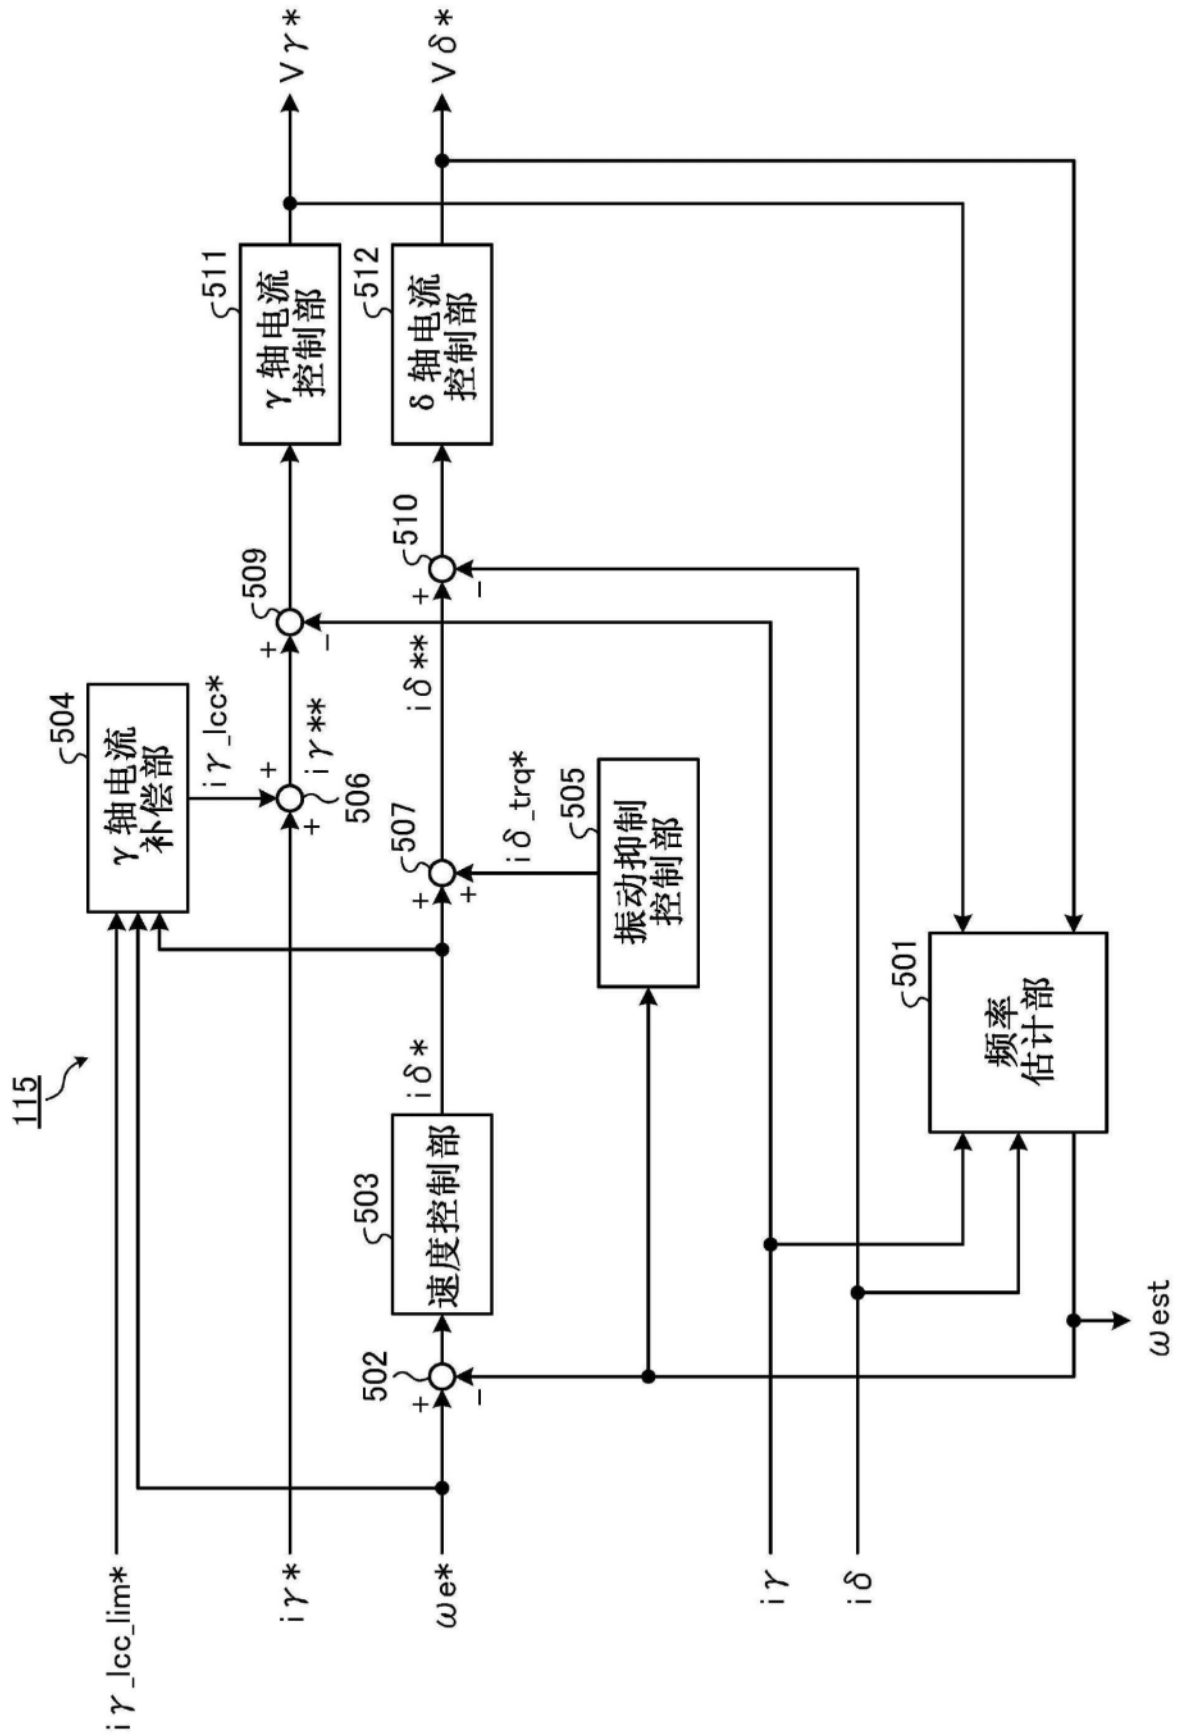 115
iγ_lcc_lim*
504
γ 轴电流
补偿部
iγ_lcc*
iγ*
506
iγ**
509
511
γ 轴电流
控制部
Vγ*
ωe*
502
503
速度控制部
iδ*
507
iδ**
510
512
δ 轴电流
控制部
Vδ*
iδ_trq*
505
振动抑制
控制部
iγ
iδ
501
频率
估计部
ωest
+
-
+
+
+
+
+
-
+
-